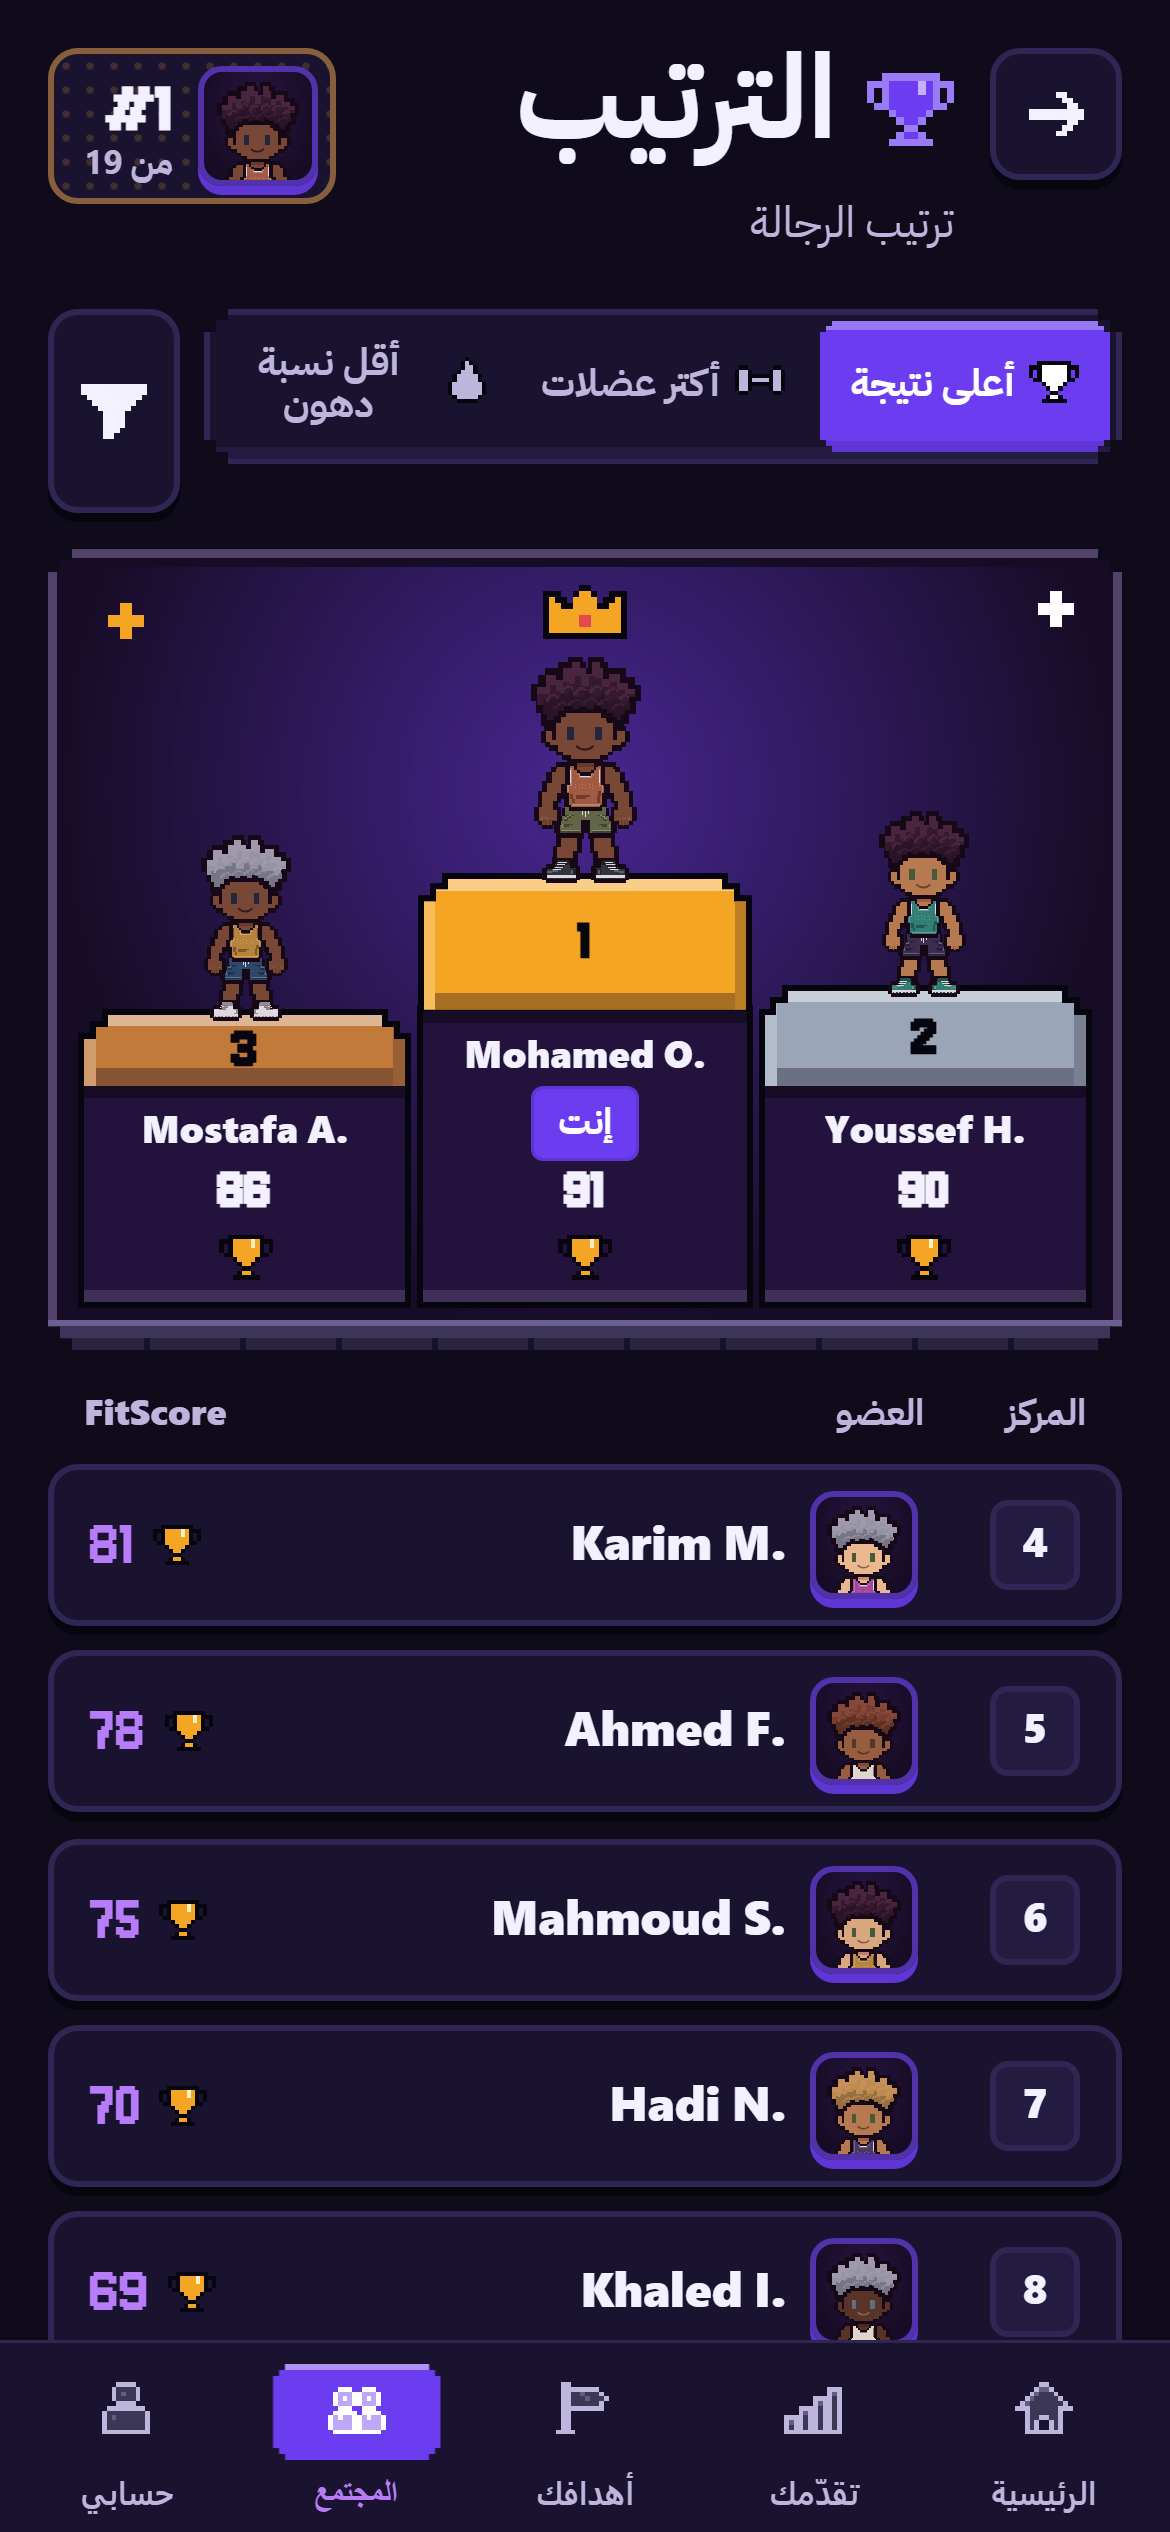 الترتيب
ترتيب الرجالة
#1
من 19
أعلى نتيجة
أكتر عضلات
أقل نسبة
دهون
1
Mohamed O.
إنت
91
2
Youssef H.
90
3
Mostafa A.
86
المركز
العضو
FitScore
4
Karim M.
81
5
Ahmed F.
78
6
Mahmoud S.
75
7
Hadi N.
70
8
Khaled I.
69
الرئيسية
تقدّمك
أهدافك
المجتمع
حسابي